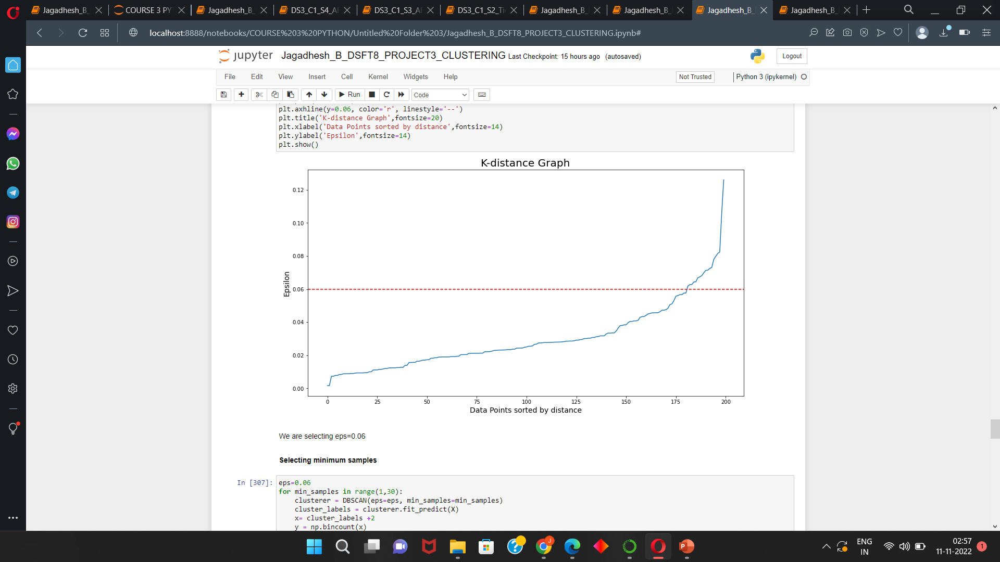 Jagadhesh_B_
COURSE 3 PY
Jagadhesh_B_
DS3_C1_S4_A
DS3_C1_S3_A
DS3_C1_S2_Ti
Jagadhesh_B_
Jagadhesh_B_
Jagadhesh_B_
Jagadhesh_B_
localhost:8888/notebooks/COURSE%203%20PYTHON/Untitled%20Folder%203/Jagadhesh_B_DSFT8_PROJECT3_CLUSTERING.ipynb#
jupyter Jagadhesh_B_DSFT8_PROJECT3_CLUSTERING Last Checkpoint: 15 hours ago (autosaved)
Logout
File Edit View Insert Cell Kernel Widgets Help
Not Trusted
Python 3 (ipykernel)
Run
Code
plt.axhline(y=0.06, color='r', linestyle='--')
plt.title('K-distance Graph',fontsize=20)
plt.xlabel('Data Points sorted by distance',fontsize=14)
plt.ylabel('Epsilon',fontsize=14)
plt.show()
K-distance Graph
0.12
0.10
0.08
0.06
0.04
0.02
0.00
Epsilon
0 25 50 75 100 125 150 175 200
Data Points sorted by distance
We are selecting eps=0.06
Selecting minimum samples
In [307]:
eps=0.06
for min_samples in range(1,30):
clusterer = DBSCAN(eps=eps, min_samples=min_samples)
cluster_labels = clusterer.fit_predict(X)
x= cluster_labels +2
y = np.bincount(x)
ENG
IN
02:57
11-11-2022
1